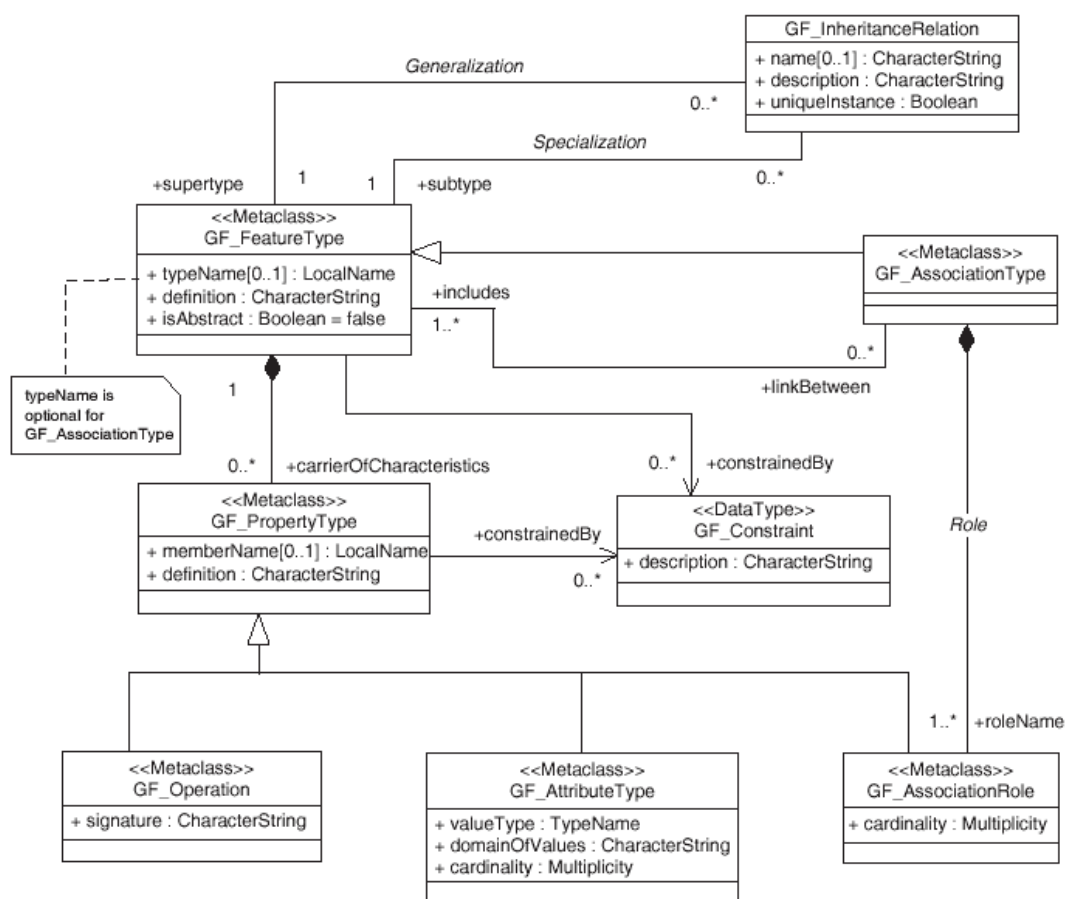 GF_InheritanceRelation
+ name[0..1] : CharacterString
+ description : CharacterString
+ uniqueInstance : Boolean
Generalization
0..*
Specialization
0..*
1
1
+supertype
+subtype
<<Metaclass>>
GF_FeatureType
+ typeName[0..1] : LocalName
+ definition : CharacterString
+ isAbstract : Boolean = false
<<Metaclass>>
GF_AssociationType
+includes
1..*
0..*
+linkBetween
typeName is
optional for
GF_AssociationType
1
0..*
+carrierOfCharacteristics
0..*
+constrainedBy
<<Metaclass>>
GF_PropertyType
+ memberName[0..1] : LocalName
+ definition : CharacterString
+constrainedBy
0..*
<<DataType>>
GF_Constraint
+ description : CharacterString
Role
1..*
+roleName
<<Metaclass>>
GF_Operation
+ signature : CharacterString
<<Metaclass>>
GF_AttributeType
+ valueType : TypeName
+ domainOfValues : CharacterString
+ cardinality : Multiplicity
<<Metaclass>>
GF_AssociationRole
+ cardinality : Multiplicity